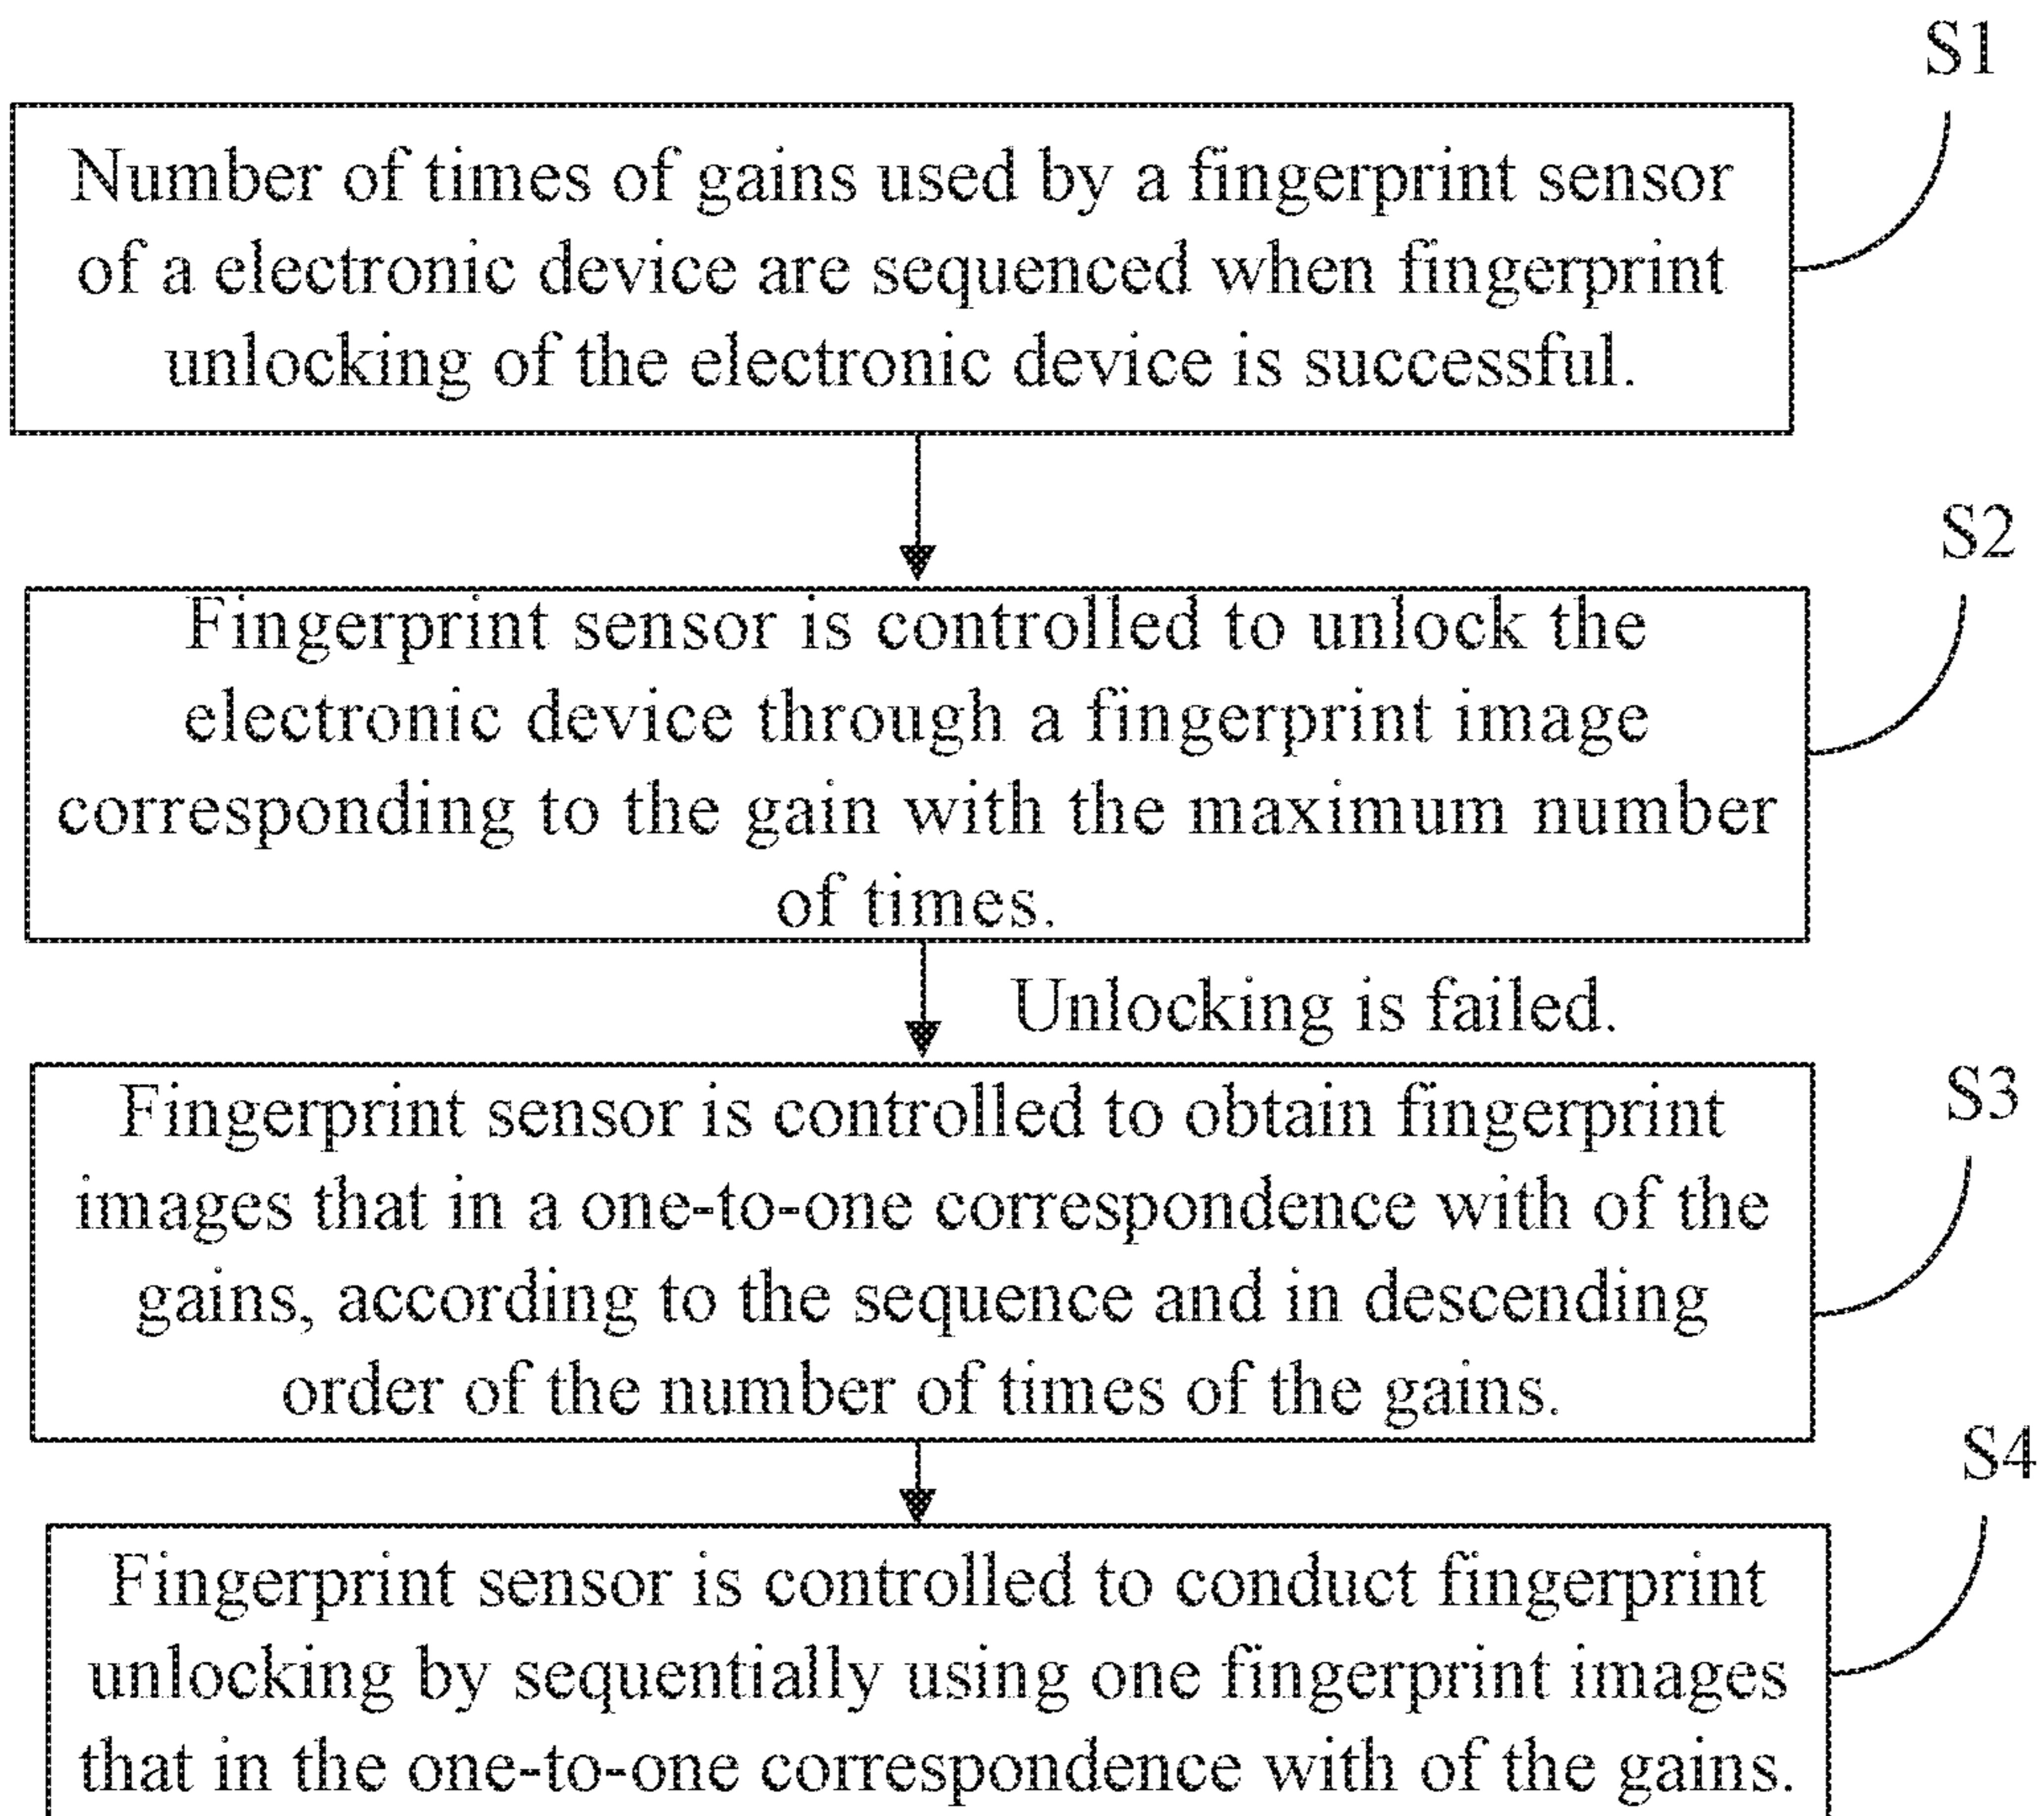 S1
Number of times of gains used by a fingerprint sensor
of a electronic device are sequenced when fingerprint
unlocking of the electronic device is successful.
S2
Fingerprint sensor is controlled to unlock the
electronic device through a fingerprint image
corresponding to the gain with the maximum number
of times.
Unlocking is failed.
S3
Fingerprint sensor is controlled to obtain fingerprint
images that in a one-to-one correspondence with of the
gains, according to the sequence and in descending
order of the number of times of the gains.
S4
Fingerprint sensor is controlled to conduct fingerprint
unlocking by sequentially using one fingerprint images
that in the one-to-one correspondence with of the gains.